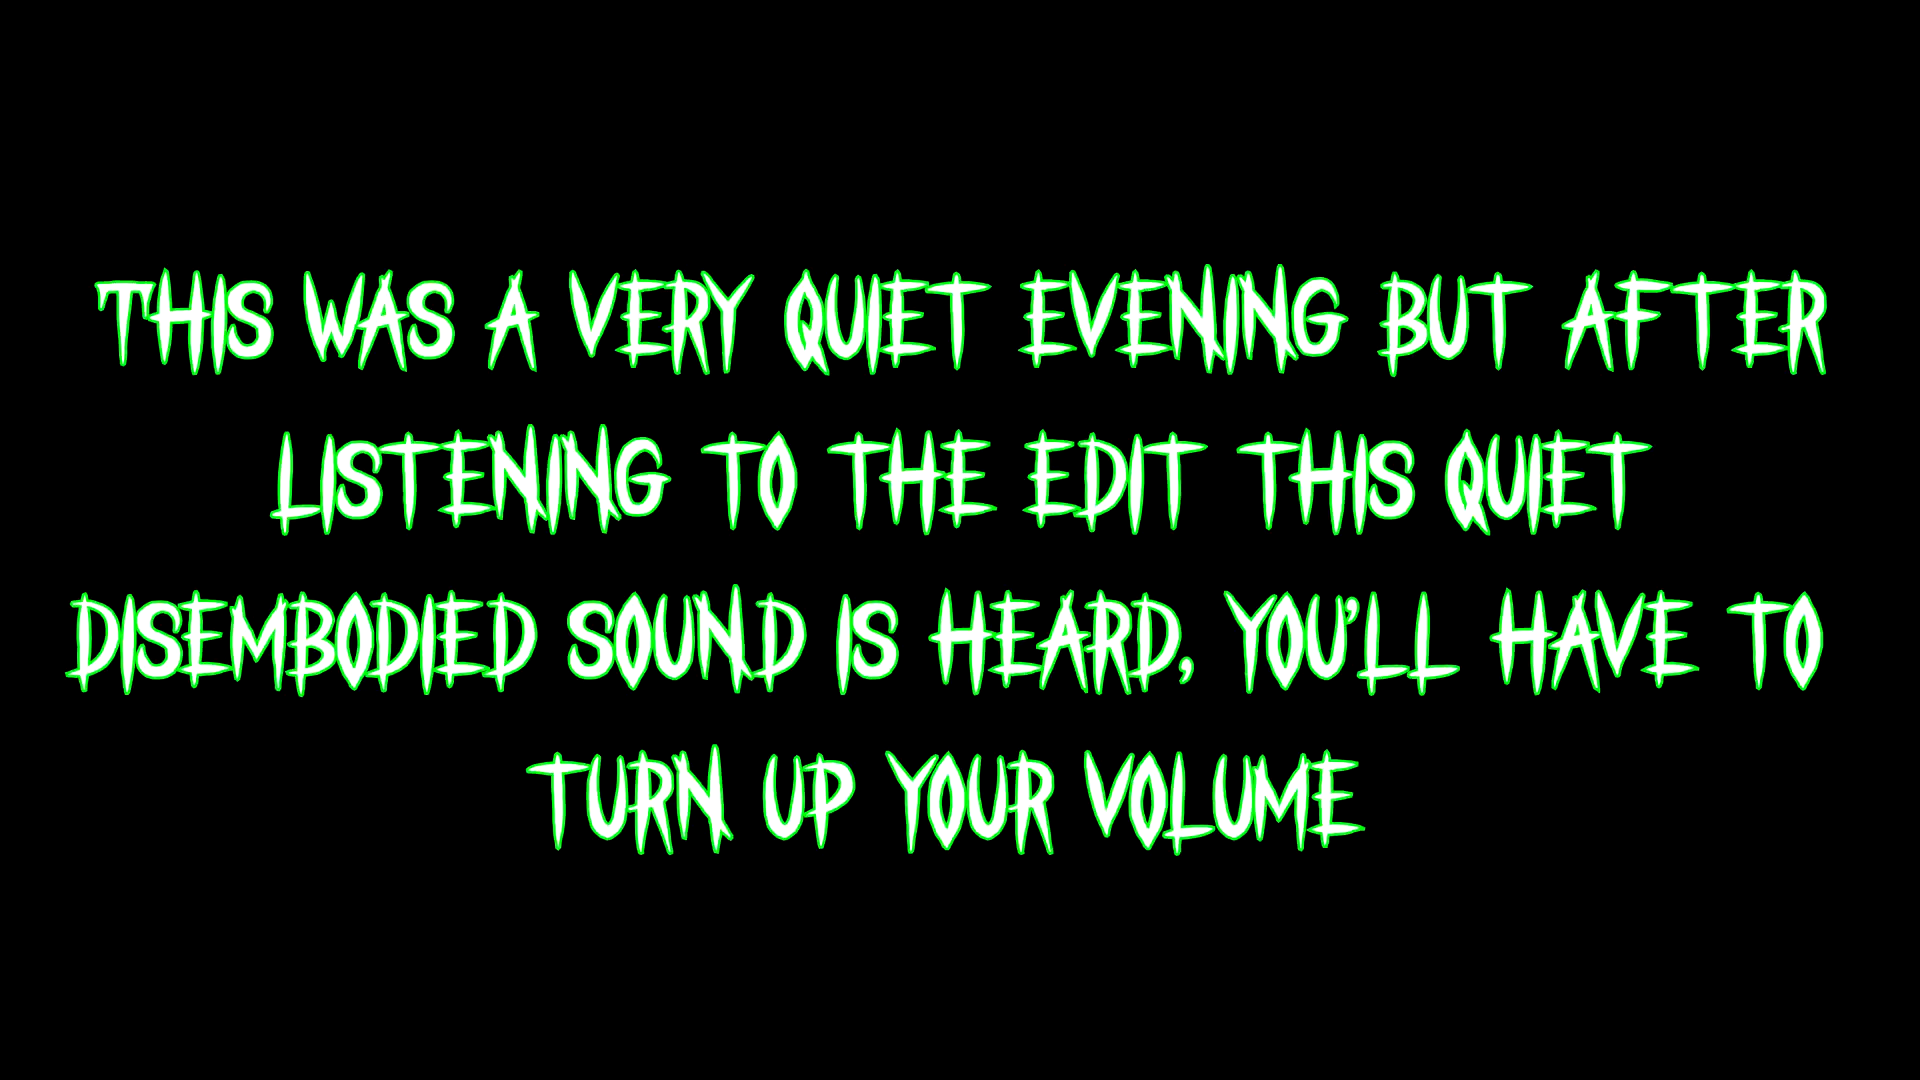 THIS WAS A VERY QUIET EVENING BUT AFTER
LISTENING TO THE EDIT THIS QUIET
DISEMBODIED SOUND IS HEARD, YOU'LL HAVE TO
TURN UP YOUR VOLUME